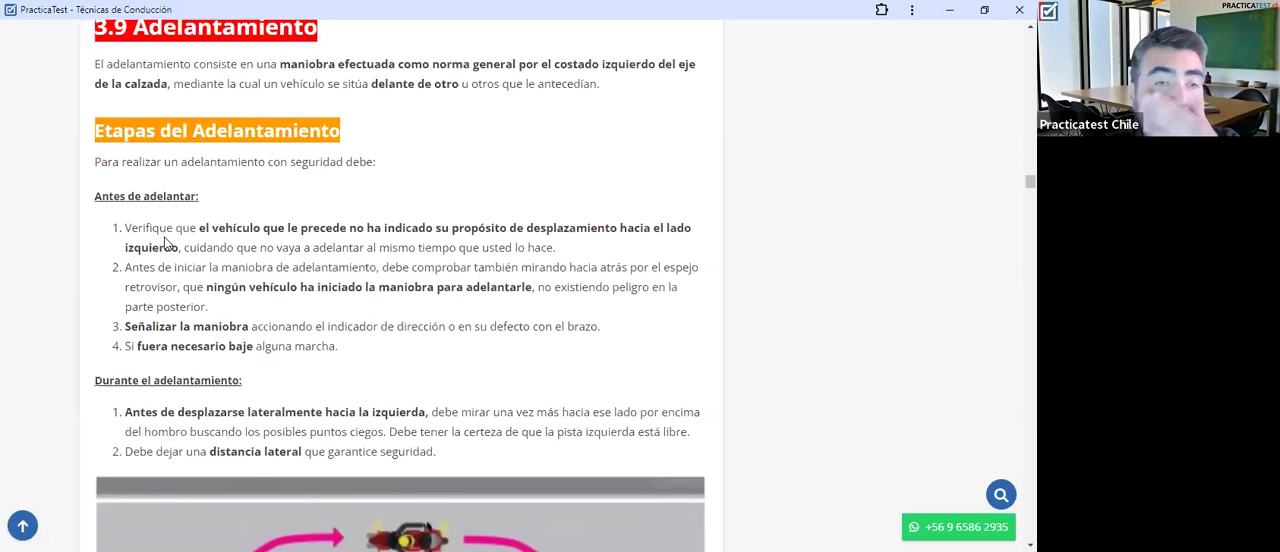 PracticaTest - Técnicas de Conducción
PRACTICATEST.cl
3.9 Adelantamiento
El adelantamiento consiste en una maniobra efectuada como norma general por el costado izquierdo del eje
de la calzada, mediante la cual un vehículo se sitúa delante de otro u otros que le antecedían.
Practicatest Chile
Etapas del Adelantamiento
Para realizar un adelantamiento con seguridad debe:
Antes de adelantar:
1. Verifique que el vehículo que le precede no ha indicado su propósito de desplazamiento hacia el lado
izquierdo, cuidando que no vaya a adelantar al mismo tiempo que usted lo hace.
2. Antes de iniciar la maniobra de adelantamiento, debe comprobar también mirando hacia atrás por el espejo
retrovisor, que ningún vehículo ha iniciado la maniobra para adelantarle, no existiendo peligro en la
parte posterior.
3. Señalizar la maniobra accionando el indicador de dirección o en su defecto con el brazo.
4. Si fuera necesario baje alguna marcha.
Durante el adelantamiento:
1. Antes de desplazarse lateralmente hacia la izquierda, debe mirar una vez más hacia ese lado por encima
del hombro buscando los posibles puntos ciegos. Debe tener la certeza de que la pista izquierda está libre.
2. Debe dejar una distancia lateral que garantice seguridad.
+56 9 6586 2935